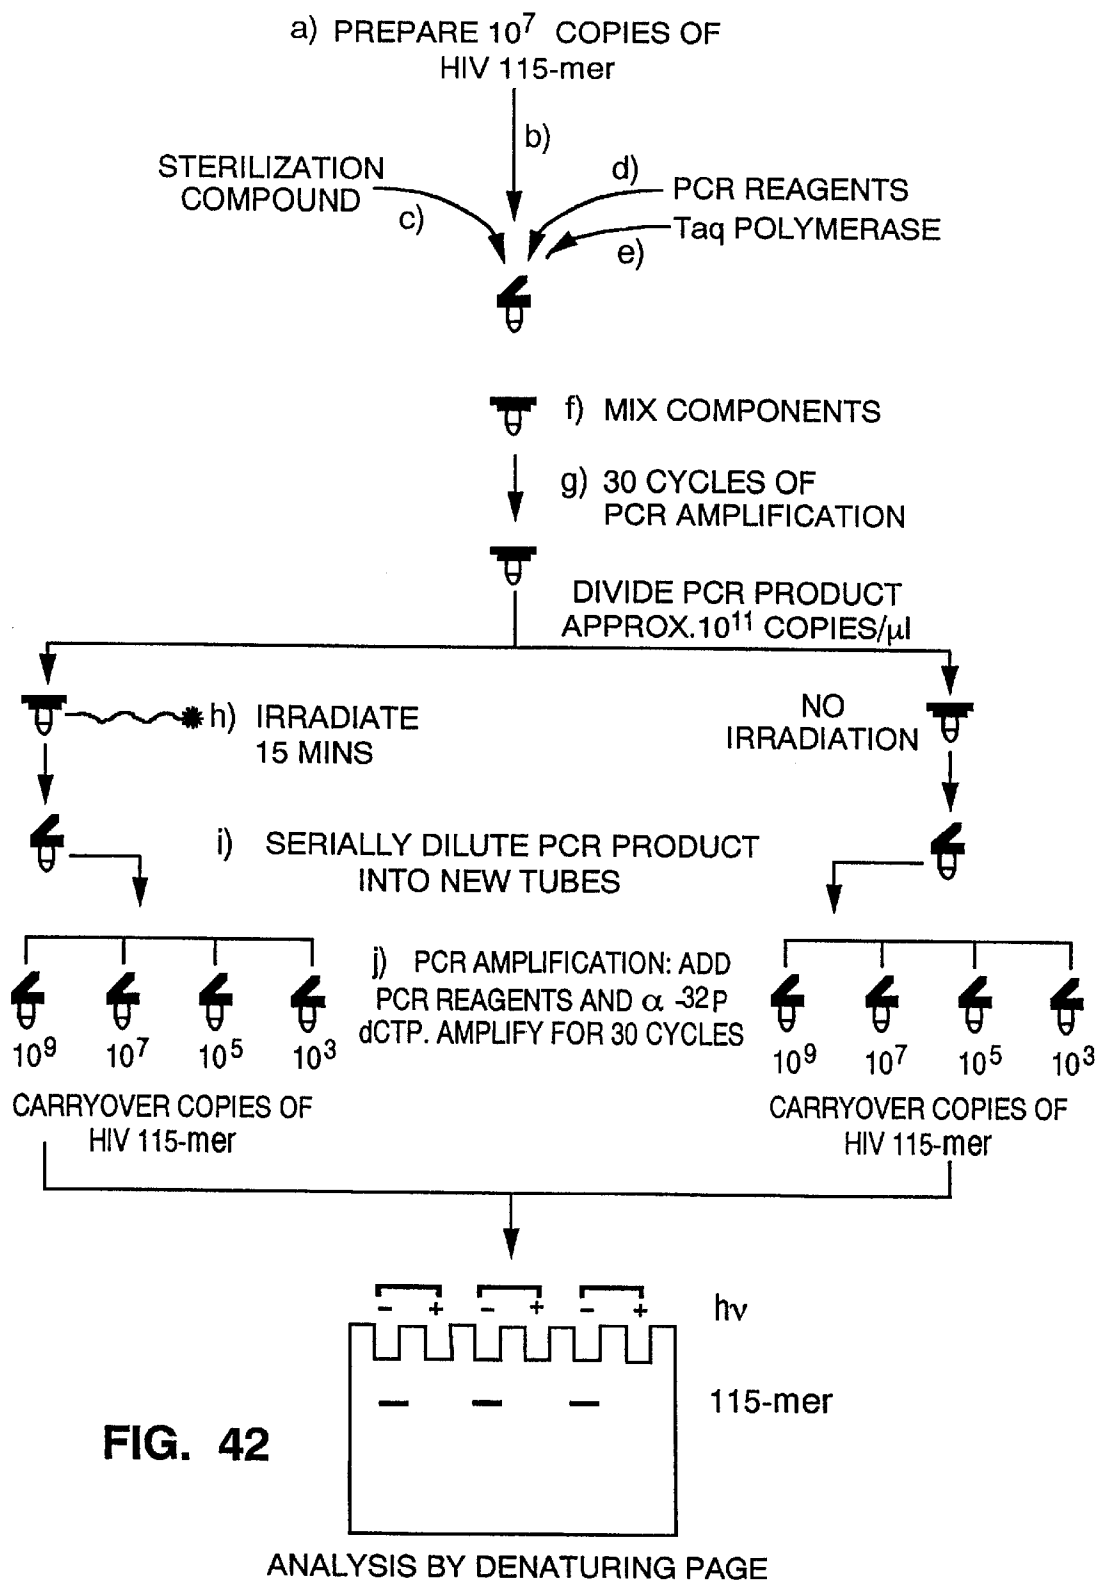 a) PREPARE 10⁷ COPIES OF
HIV 115-mer
b)
STERILIZATION
COMPOUND
c)
d)
PCR REAGENTS
Taq POLYMERASE
e)
f) MIX COMPONENTS
g) 30 CYCLES OF
PCR AMPLIFICATION
DIVIDE PCR PRODUCT
APPROX.10¹¹ COPIES/μl
h) IRRADIATE
15 MINS
NO
IRRADIATION
i) SERIALLY DILUTE PCR PRODUCT
INTO NEW TUBES
j) PCR AMPLIFICATION: ADD
PCR REAGENTS AND α -32P
dCTP. AMPLIFY FOR 30 CYCLES
10⁹ 10⁷ 10⁵ 10³
CARRYOVER COPIES OF
HIV 115-mer
10⁹ 10⁷ 10⁵ 10³
CARRYOVER COPIES OF
HIV 115-mer
– + – + – + hν
115-mer
FIG. 42
ANALYSIS BY DENATURING PAGE